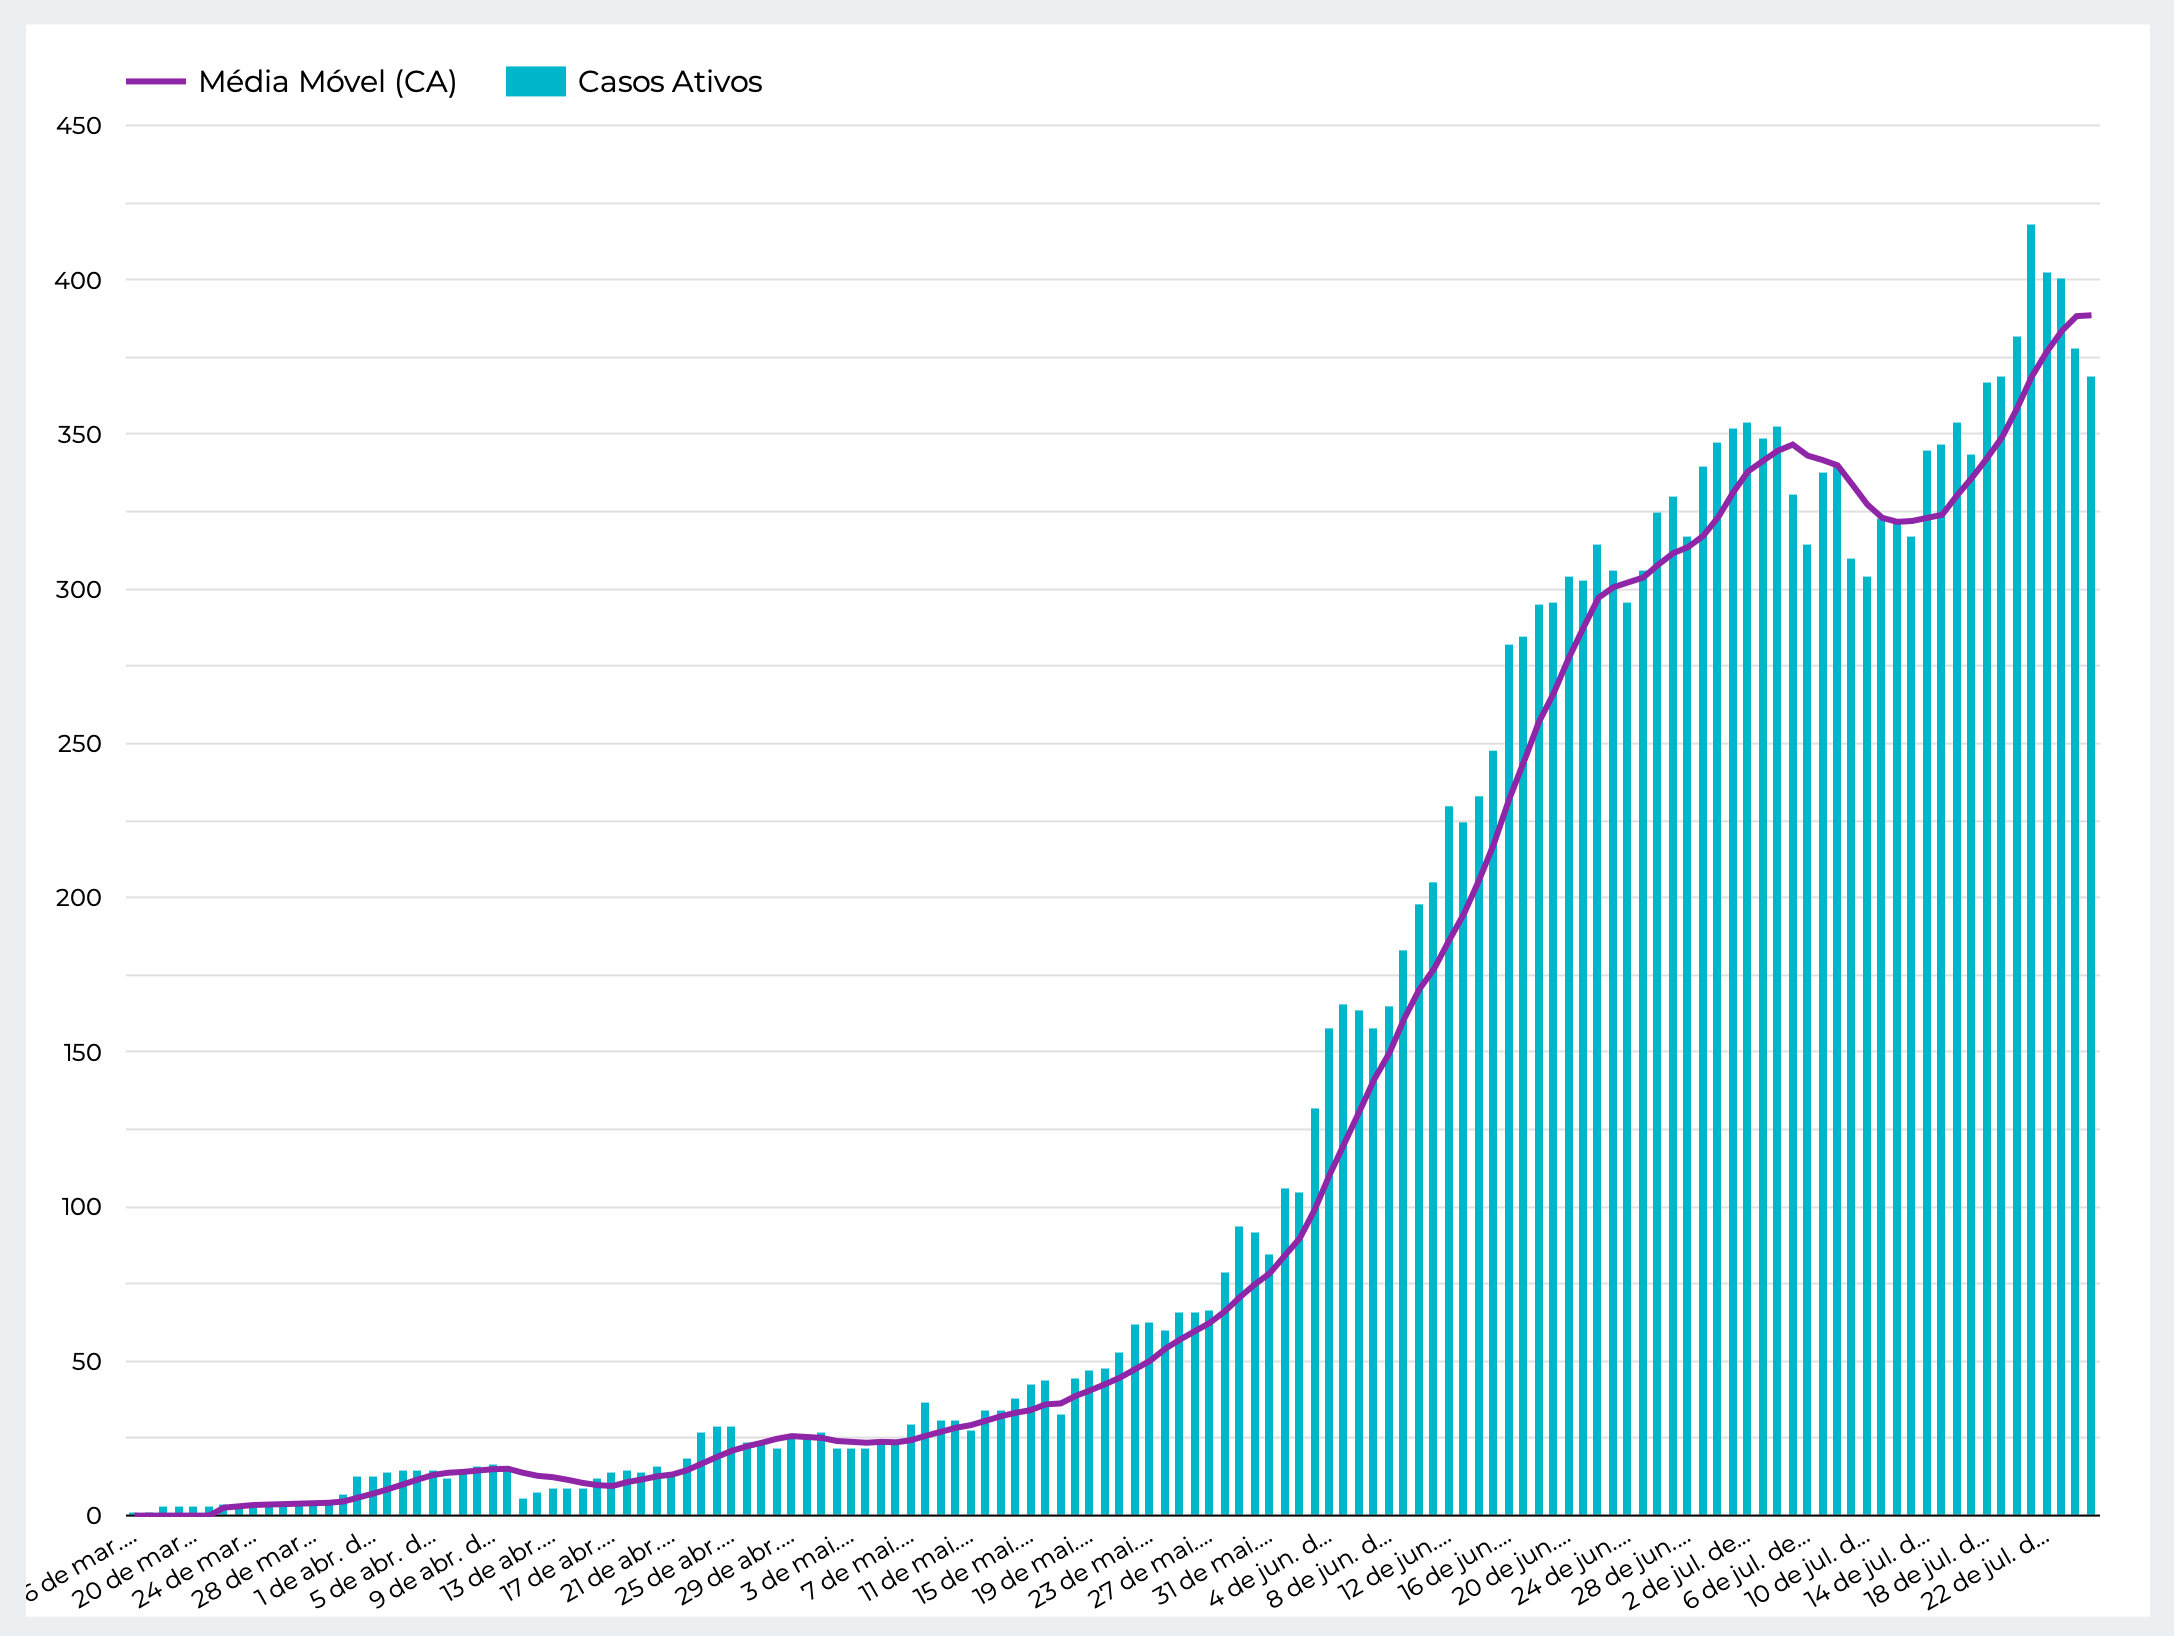 Média Móvel (CA) Casos Ativos
450
400
350
300
250
200
150
100
50
0
6 de mar.…
20 de mar…
24 de mar…
28 de mar…
1 de abr. d…
5 de abr. d…
9 de abr. d…
13 de abr.…
17 de abr.…
21 de abr.…
25 de abr.…
29 de abr.…
3 de mai.…
7 de mai.…
11 de mai.…
15 de mai.…
19 de mai.…
23 de mai.…
27 de mai.…
31 de mai.…
4 de jun. d…
8 de jun. d…
12 de jun.…
16 de jun.…
20 de jun.…
24 de jun.…
28 de jun.…
2 de jul. de…
6 de jul. de…
10 de jul. d…
14 de jul. d…
18 de jul. d…
22 de jul. d…